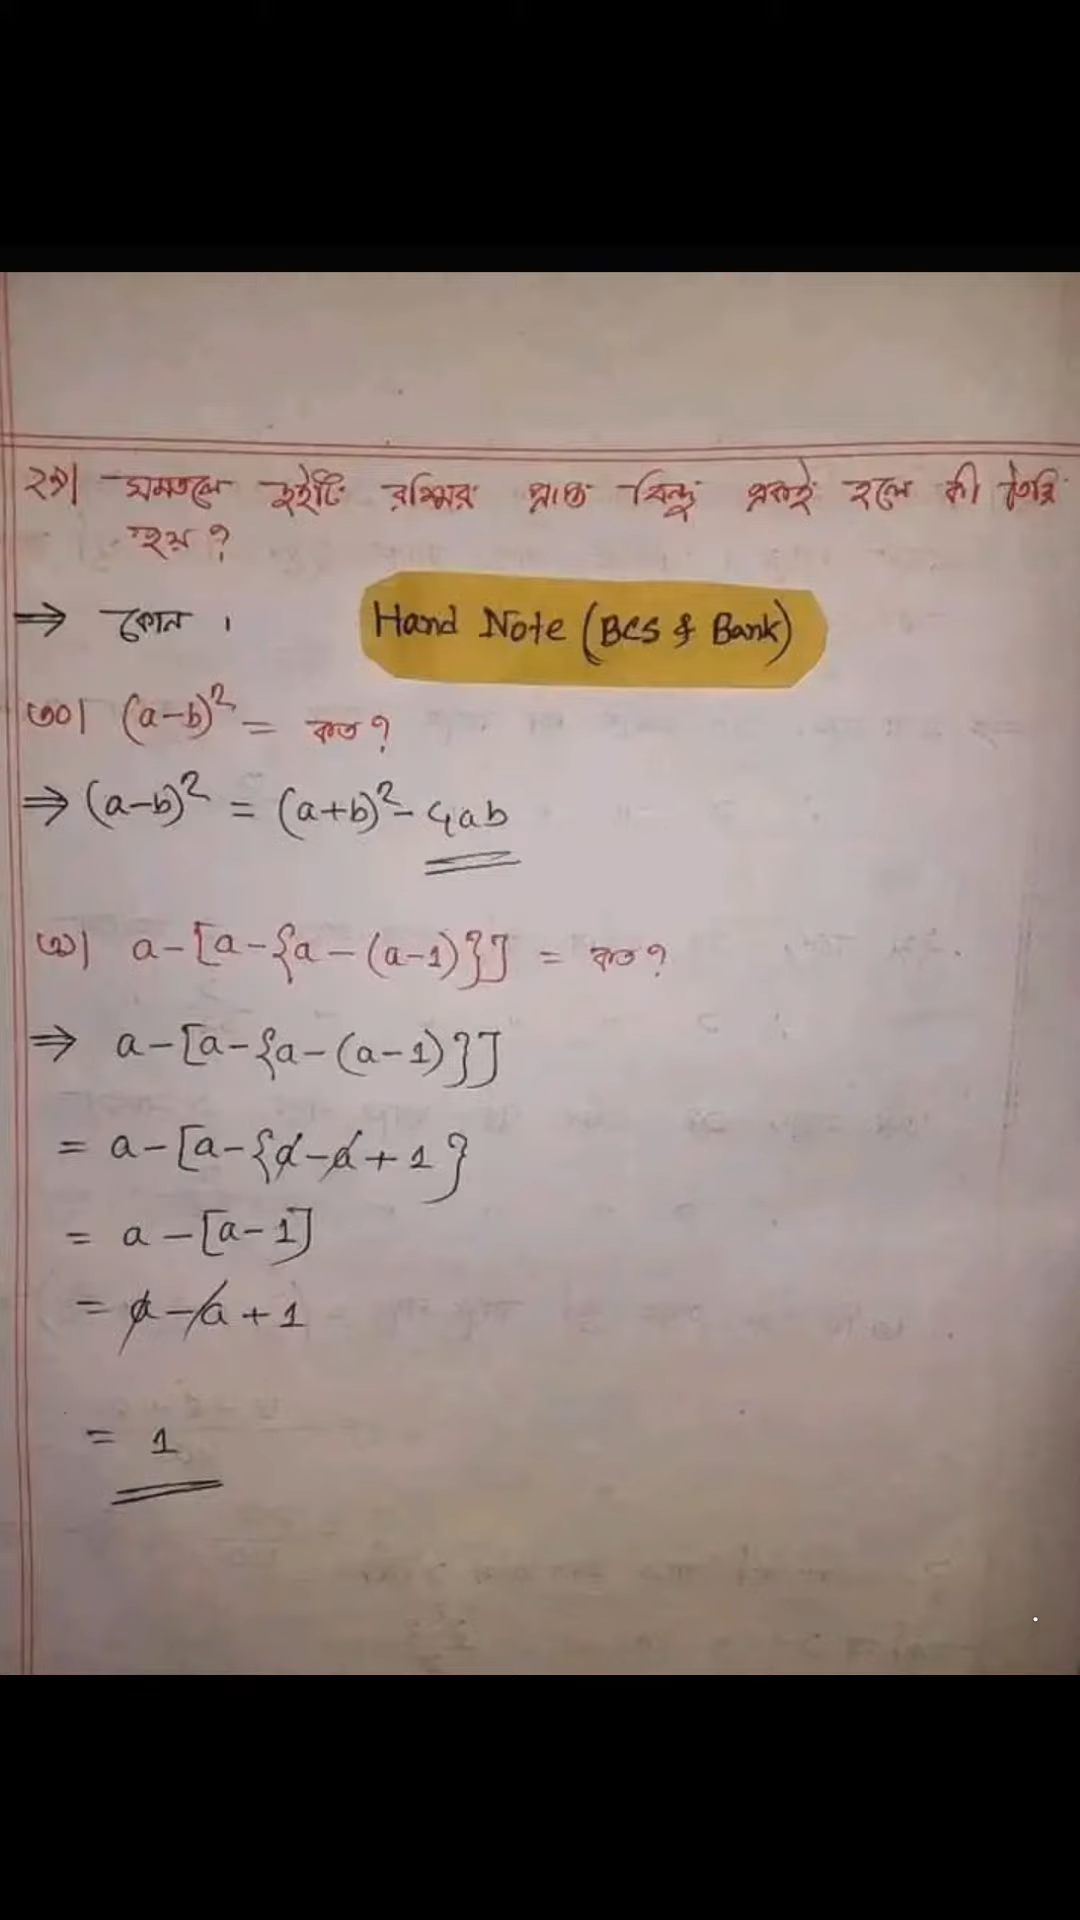 ২৯। সমতলে দুইটি রশ্মির প্রান্ত বিন্দু একই হলে কী তৈরি
হয়?
⇒ কোন ।
Hand Note (BCS & Bank)
৩০। (a-b)² = কত?
⇒ (a-b)² = (a+b)² - 4ab
৩১। a-[a-{a-(a-1)}] = কত?
⇒ a-[a-{a-(a-1)}]
= a-[a-{a-a+1}
= a-[a-1]
= a-a+1
= 1